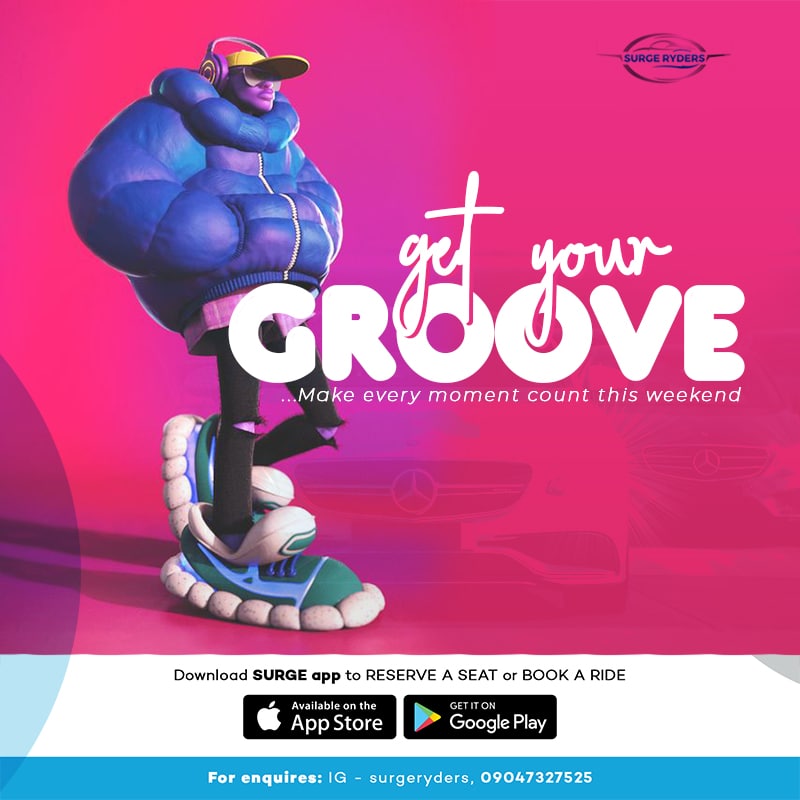 SURGE RYDERS
get your
GROOVE
...Make every moment count this weekend
Download SURGE app to RESERVE A SEAT or BOOK A RIDE
Available on the
App Store
GET IT ON
Google Play
For enquires: IG - surgeryders, 09047327525